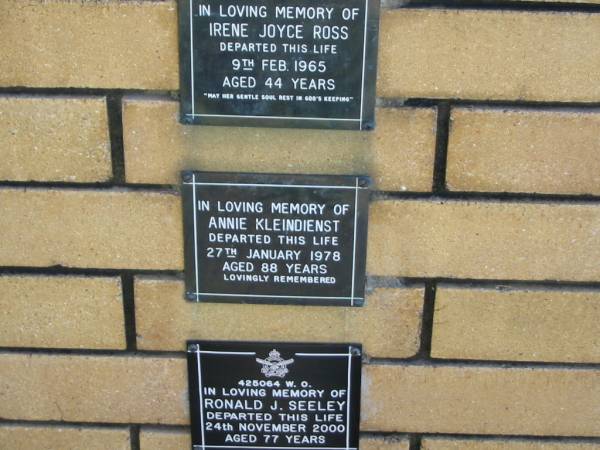 IN LOVING MEMORY OF
IRENE JOYCE ROSS
DEPARTED THIS LIFE
9TH FEB. 1965
AGED 44 YEARS
"MAY HER GENTLE SOUL REST IN GOD'S KEEPING"
IN LOVING MEMORY OF
ANNIE KLEINDIENST
DEPARTED THIS LIFE
27TH JANUARY 1978
AGED 88 YEARS
LOVINGLY REMEMBERED
425064 W. O.
IN LOVING MEMORY OF
RONALD J. SEELEY
DEPARTED THIS LIFE
24th NOVEMBER 2000
AGED 77 YEARS